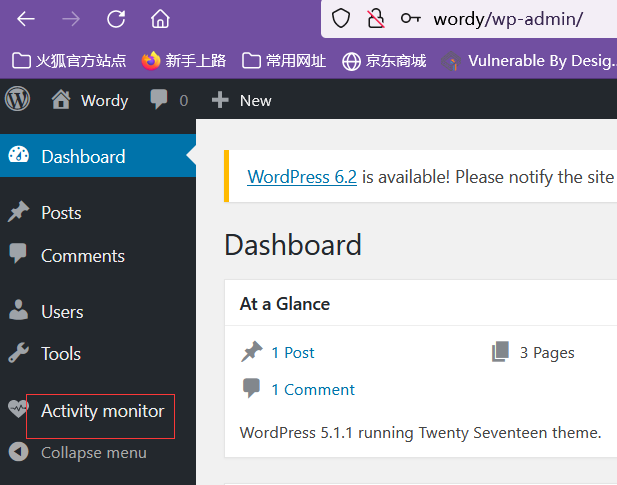 wordy/wp-admin/
火狐官方站点 新手上路 常用网址 京东商城 Vulnerable By Desig...
Wordy 0 New
Dashboard
WordPress 6.2 is available! Please notify the site
Posts
Comments
Dashboard
At a Glance
Users
1 Post 3 Pages
Tools
1 Comment
Activity monitor
WordPress 5.1.1 running Twenty Seventeen theme.
Collapse menu